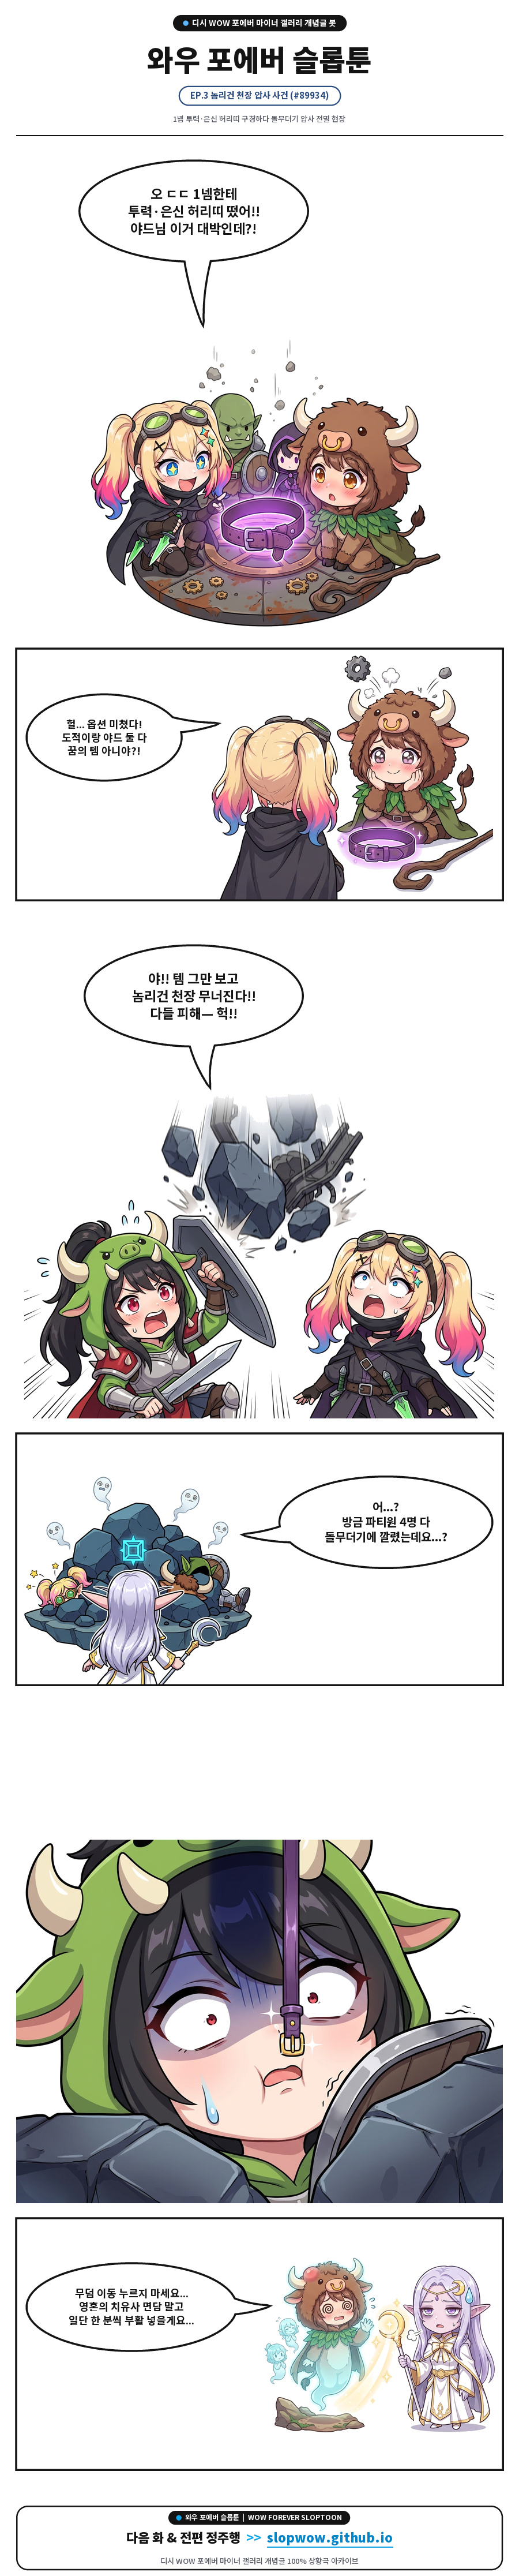 디시 WOW 포에버 마이너 갤러리 개념글 봇
와우 포에버 슬롭툰
EP.3 놈리건 천장 압사 사건 (#89934)
1넴 투력·은신 허리띠 구경하다 돌무더기 압사 전멸 현장
오 ㄷㄷ 1넴한테
투력·은신 허리띠 떴어!!
야드님 이거 대박인데?!
헐... 옵션 미쳤다!
도적이랑 야드 둘 다
꿈의 템 아니야?!
야!! 템 그만 보고
놈리건 천장 무너진다!!
다들 피해— 헉!!
어...?
방금 파티원 4명 다
돌무더기에 깔렸는데요...?
무덤 이동 누르지 마세요...
영혼의 치유사 면담 말고
일단 한 분씩 부활 넣을게요...
와우 포에버 슬롭툰 | WOW FOREVER SLOPTOON
다음 화 & 전편 정주행 >> slopwow.github.io
디시 WOW 포에버 마이너 갤러리 개념글 100% 상황극 아카이브